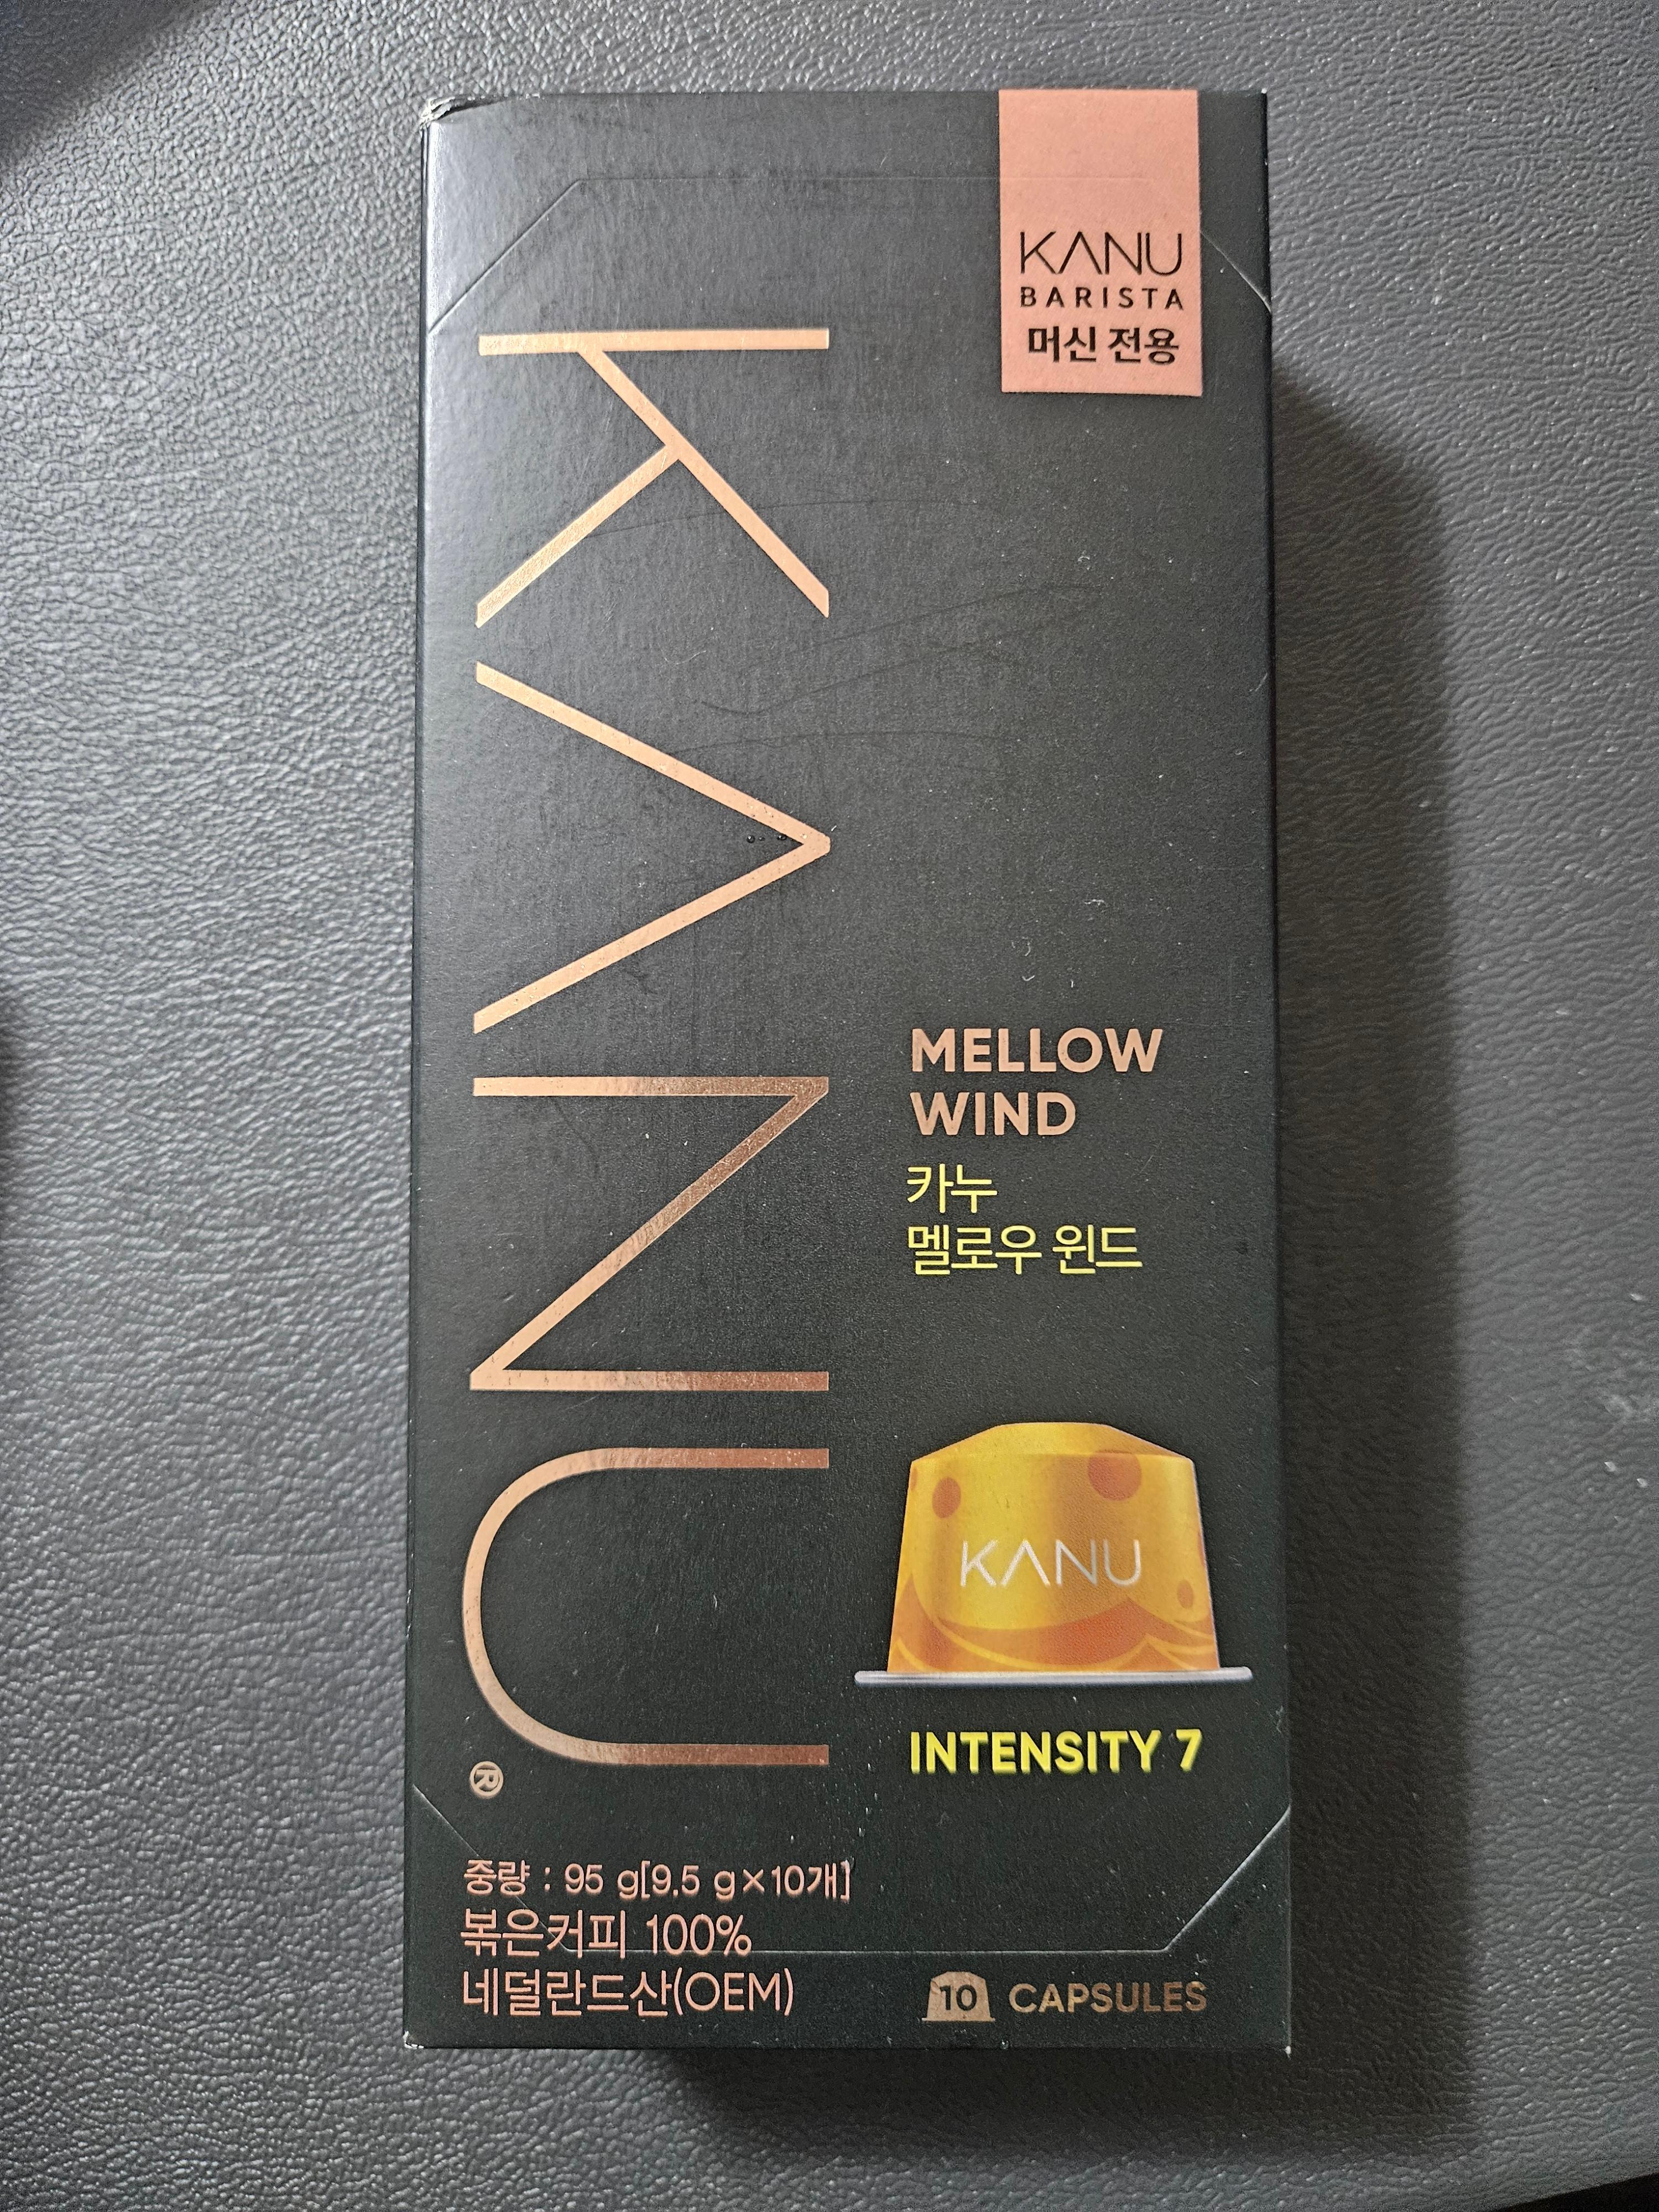 KANU
BARISTA
머신 전용
KANU®
MELLOW
WIND
카누
멜로우 윈드
KANU
INTENSITY 7
중량 : 95 g[9.5 g×10개]
볶은커피 100%
네덜란드산(OEM)
10 CAPSULES